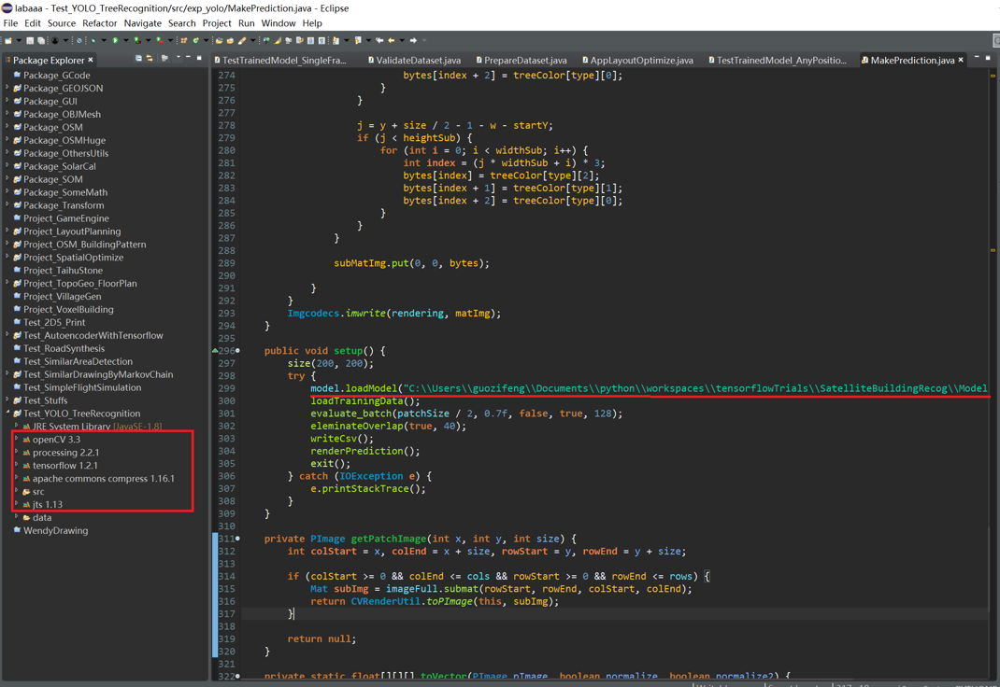 labaaa - Test_YOLO_TreeRecognition/src/exp_yolo/MakePrediction.java - Eclipse
File Edit Source Refactor Navigate Search Project Run Window Help
Package Explorer
TestTrainedModel_SingleFra... ValidateDataset.java PrepareDataset.java AppLayoutOptimize.java TestTrainedModel_AnyPositio... MakePrediction.java
Package_GCode
Package_GEOJSON
Package_GUI
Package_OBJMesh
Package_OSM
Package_OSMHuge
Package_OthersUtils
Package_SolarCal
Package_SOM
Package_SomeMath
Package_Transform
Project_GameEngine
Project_LayoutPlanning
Project_OSM_BuildingPattern
Project_SpatialOptimize
Project_TaihuStone
Project_TopoGeo_FloorPlan
Project_VillageGen
Project_VoxelBuilding
Test_2D5_Print
Test_AutoencoderWithTensorflow
Test_RoadSynthesis
Test_SimilarAreaDetection
Test_SimilarDrawingByMarkovChain
Test_SimpleFlightSimulation
Test_Stuffs
Test_YOLO_TreeRecognition
JRE System Library [JavaSE-1.8]
openCV 3.3
processing 2.2.1
tensorflow 1.2.1
apache commons compress 1.16.1
src
jts 1.13
data
WendyDrawing
274 bytes[index + 2] = treeColor[type][0];
275 }
276 }
277
278 j = y + size / 2 - 1 - w - startY;
279 if (j < heightSub) {
280 for (int i = 0; i < widthSub; i++) {
281 int index = (j * widthSub + i) * 3;
282 bytes[index] = treeColor[type][2];
283 bytes[index + 1] = treeColor[type][1];
284 bytes[index + 2] = treeColor[type][0];
285 }
286 }
287 }
288
289 subMatImg.put(0, 0, bytes);
290
291 }
292 }
293 Imgcodecs.imwrite(rendering, matImg);
294 }
295
296 public void setup() {
297 size(200, 200);
298 try {
299 model.loadModel("C:\\Users\\guozifeng\\Documents\\python\\workspaces\\tensorflowTrials\\SatelliteBuildingRecog\\Model
300 loadTrainingData();
301 evaluate_batch(patchSize / 2, 0.7f, false, true, 128);
302 eleminateOverlap(true, 40);
303 writeCsv();
304 renderPrediction();
305 exit();
306 } catch (IOException e) {
307 e.printStackTrace();
308 }
309 }
310
311 private PImage getPatchImage(int x, int y, int size) {
312 int colStart = x, colEnd = x + size, rowStart = y, rowEnd = y + size;
313
314 if (colStart >= 0 && colEnd <= cols && rowStart >= 0 && rowEnd <= rows) {
315 Mat subImg = imageFull.submat(rowStart, rowEnd, colStart, colEnd);
316 return CVRenderUtil.toPImage(this, subImg);
317 }
318
319 return null;
320 }
321
322 private static float[][][] toVector(PImage pImage, boolean normalize, boolean normalize2) {